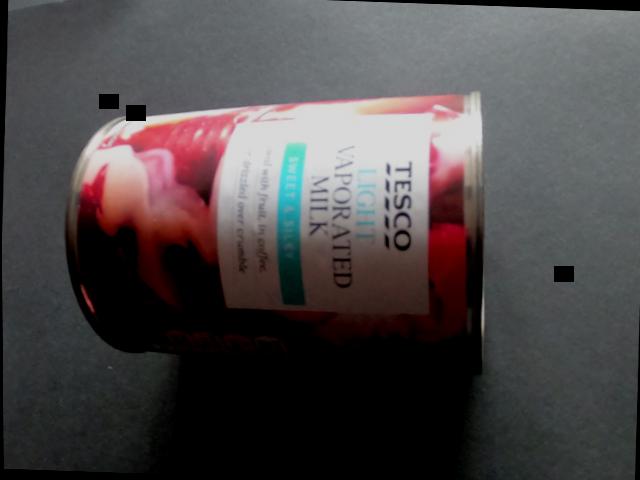 TESCO
LIGHT
VAPORATED
MILK
SWEET & SILKY
with fruit, in coffee,
drizzled over crumble